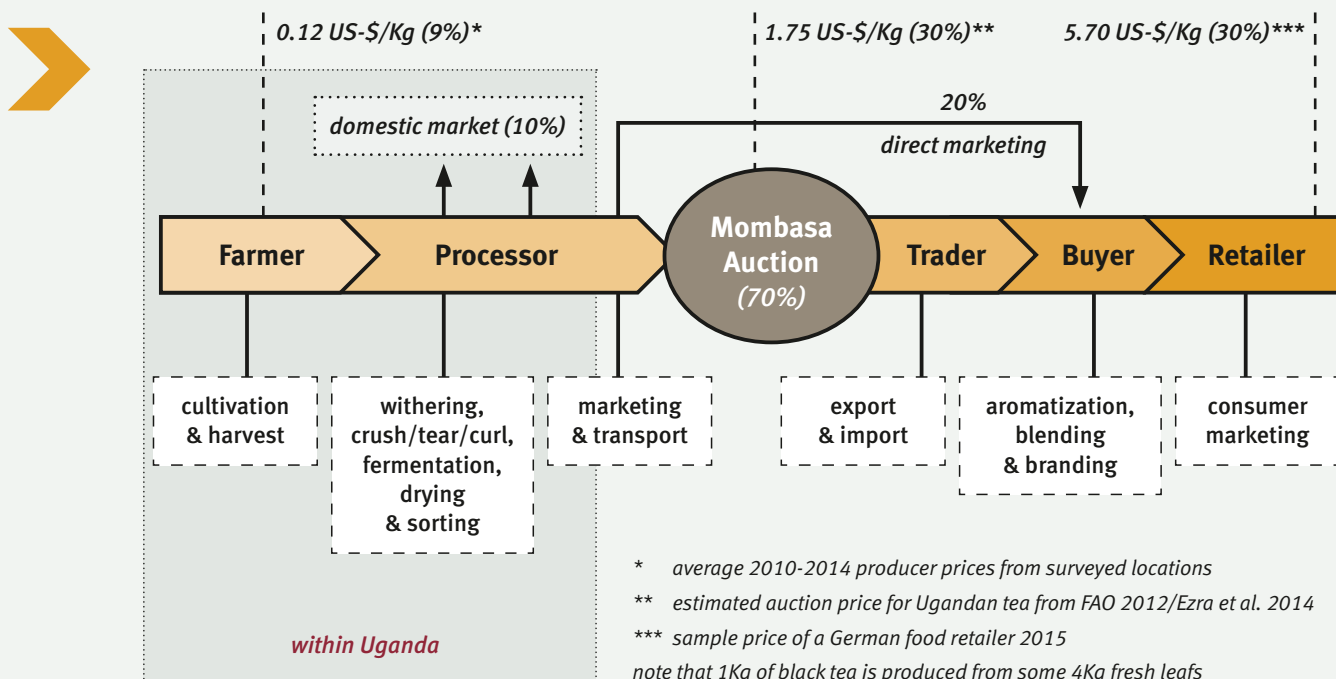 0.12 US-$/Kg (9%)*
1.75 US-$/Kg (30%)**
5.70 US-$/Kg (30%)***
domestic market (10%)
20%
direct marketing
Farmer
Processor
Mombasa
Auction
(70%)
Trader
Buyer
Retailer
cultivation
& harvest
withering,
crush/tear/curl,
fermentation,
drying
& sorting
marketing
& transport
export
& import
aromatization,
blending
& branding
consumer
marketing
within Uganda
* average 2010-2014 producer prices from surveyed locations
** estimated auction price for Ugandan tea from FAO 2012/Ezra et al. 2014
*** sample price of a German food retailer 2015
note that 1Kg of black tea is produced from some 4Kg fresh leafs